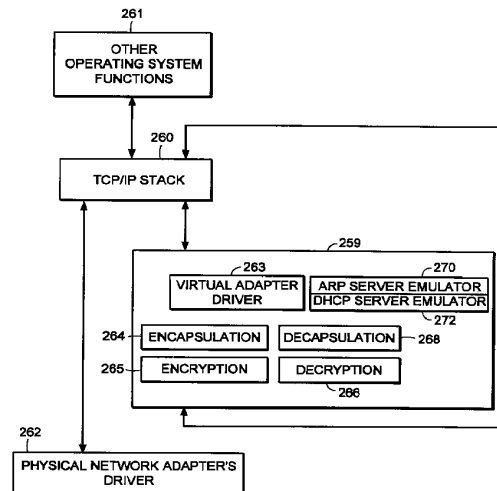 261
OTHER
OPERATING SYSTEM
FUNCTIONS
260
TCP/IP STACK
259
263
270
VIRTUAL ADAPTER
DRIVER
ARP SERVER EMULATOR
DHCP SERVER EMULATOR
272
264
ENCAPSULATION
DECAPSULATION
268
265
ENCRYPTION
DECRYPTION
266
262
PHYSICAL NETWORK ADAPTER'S
DRIVER